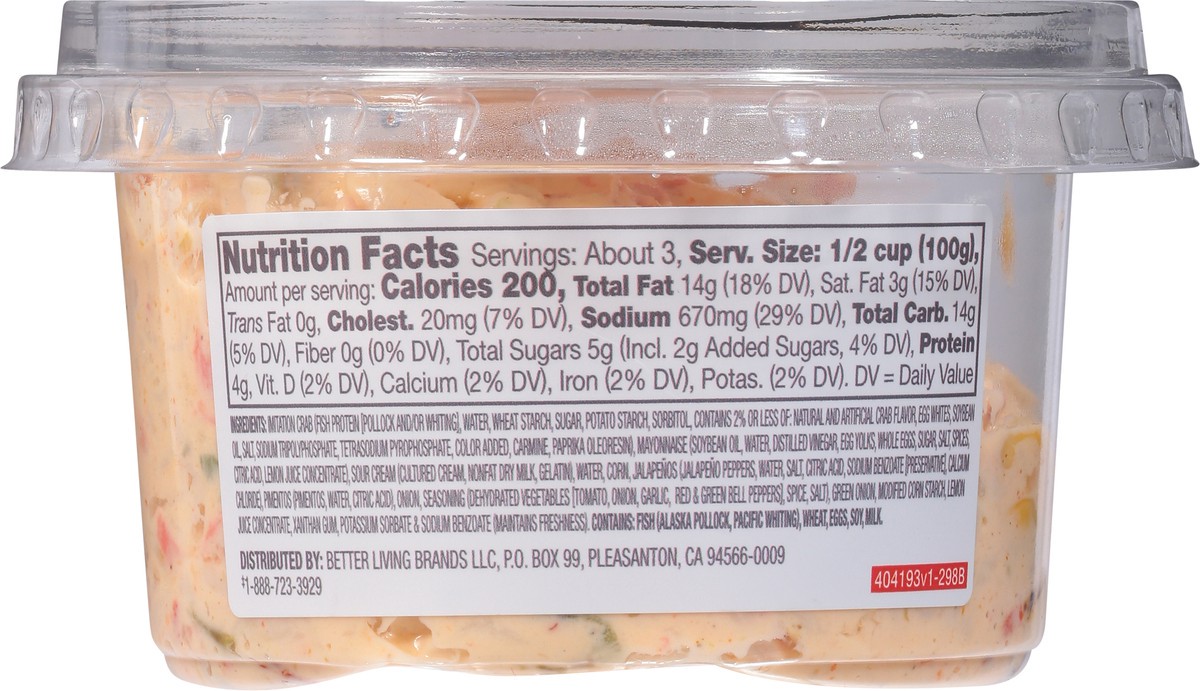 Nutrition Facts Servings: About 3, Serv. Size: 1/2 cup (100g),
Amount per serving: Calories 200, Total Fat 14g (18% DV), Sat. Fat 3g (15% DV),
Trans Fat 0g, Cholest. 20mg (7% DV), Sodium 670mg (29% DV), Total Carb. 14g
(5% DV), Fiber 0g (0% DV), Total Sugars 5g (Incl. 2g Added Sugars, 4% DV), Protein
4g, Vit. D (2% DV), Calcium (2% DV), Iron (2% DV), Potas. (2% DV). DV = Daily Value
INGREDIENTS: IMITATION CRAB (FISH PROTEIN [POLLOCK AND/OR WHITING], WATER, WHEAT STARCH, SUGAR, POTATO STARCH, SORBITOL, CONTAINS 2% OR LESS OF: NATURAL AND ARTIFICIAL CRAB FLAVOR, EGG WHITES, SOYBEAN
OIL, SALT, SODIUM TRIPOLYPHOSPHATE, TETRASODIUM PYROPHOSPHATE, COLOR ADDED, CARMINE, PAPRIKA OLEORESIN), MAYONNAISE (SOYBEAN OIL, WATER, DISTILLED VINEGAR, EGG YOLKS, WHOLE EGGS, SUGAR, SALT, SPICES,
CITRIC ACID, LEMON JUICE CONCENTRATE), SOUR CREAM (CULTURED CREAM, NONFAT DRY MILK, GELATIN), WATER, CORN, JALAPEÑOS (JALAPEÑO PEPPERS, WATER, SALT, CITRIC ACID, SODIUM BENZOATE [PRESERVATIVE], CALCIUM
CHLORIDE), PIMENTOS (PIMENTOS, WATER, CITRIC ACID), ONION, SEASONING (DEHYDRATED VEGETABLES [TOMATO, ONION, GARLIC, RED & GREEN BELL PEPPERS], SPICE, SALT), GREEN ONION, MODIFIED CORN STARCH, LEMON
JUICE CONCENTRATE, XANTHAN GUM, POTASSIUM SORBATE & SODIUM BENZOATE (MAINTAINS FRESHNESS). CONTAINS: FISH (ALASKA POLLOCK, PACIFIC WHITING), WHEAT, EGGS, SOY, MILK.
DISTRIBUTED BY: BETTER LIVING BRANDS LLC, P.O. BOX 99, PLEASANTON, CA 94566-0009
‡1-888-723-3929
404193v1-298B